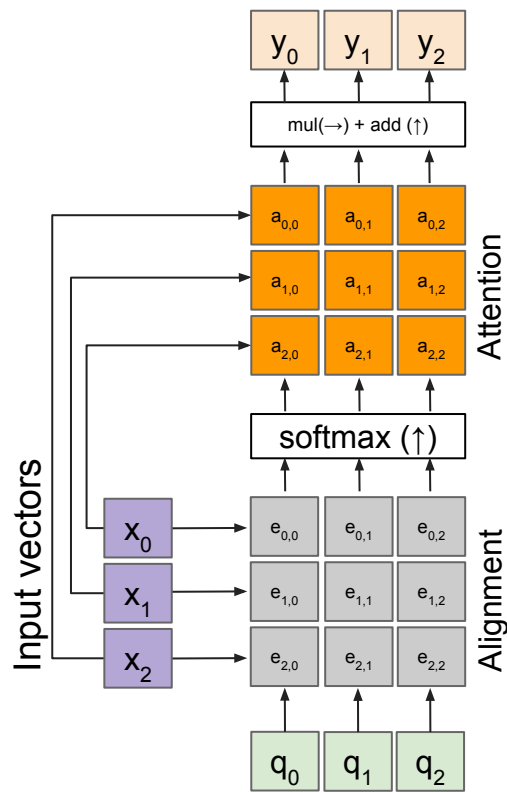 y0 y1 y2
mul(→) + add (↑)
a0,0 a0,1 a0,2
a1,0 a1,1 a1,2
a2,0 a2,1 a2,2
Attention
softmax (↑)
Input vectors
x0 e0,0 e0,1 e0,2
x1 e1,0 e1,1 e1,2
x2 e2,0 e2,1 e2,2
Alignment
q0 q1 q2